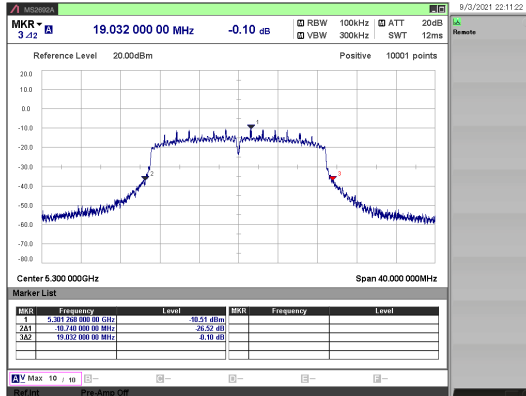 MS2692A
9/3/2021 22:11:22
MKR
3 Δ2
19.032 000 00 MHz
-0.10 dB
RBW 100kHz
ATT 20dB
VBW 300kHz
SWT 12ms
Remote
Reference Level 20.00dBm
Positive 10001 points
20.0
10.0
0.0
-10.0
-20.0
-30.0
-40.0
-50.0
-60.0
-70.0
-80.0
1
2
3
Center 5.300 000GHz
Span 40.000 000MHz
Marker List
MKR Frequency Level MKR Frequency Level
1 5.301 268 000 00 GHz -10.51 dBm
2Δ1 -10.740 000 00 MHz -26.52 dB
3Δ2 19.032 000 00 MHz -0.10 dB
A Max 10 / 10 B— C— D— E— F—
Ref.Int Pre-Amp Off